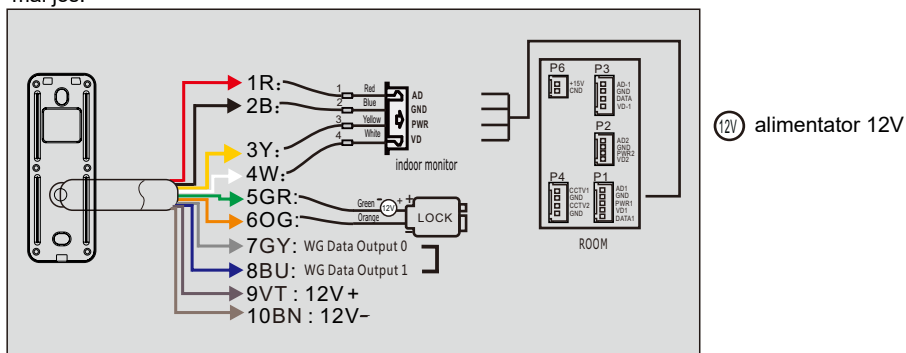 mai jos.
1R:
2B:
3Y:
4W:
5GR:
6OG:
7GY: WG Data Output 0
8BU: WG Data Output 1
9VT : 12V+
10BN : 12V-
1 Red
2 Blue
3 Yellow
4 White
AD
GND
PWR
VD
indoor monitor
Green - 12V + +
Orange -
LOCK
P6
+15V
CND
P3
AD-1
GND
DATA
VD-1
P2
AD2
GND
PWR2
VD2
P4
CCTV1
GND
CCTV2
GND
P1
AD1
GND
PWR1
VD1
DATA1
ROOM
12V alimentator 12V